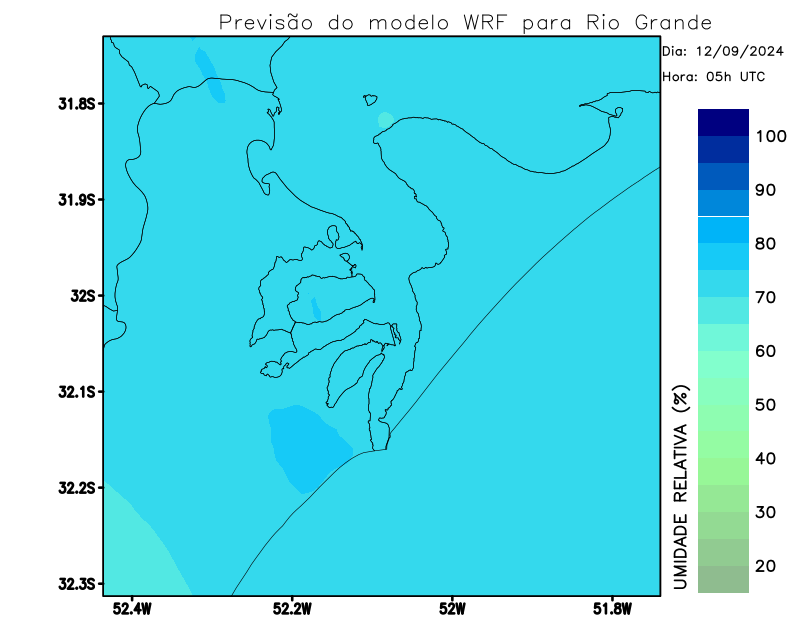 Previsão do modelo WRF para Rio Grande
Dia: 12/09/2024
Hora: 05h UTC
31.8S
31.9S
32S
32.1S
32.2S
32.3S
52.4W
52.2W
52W
51.8W
100
90
80
70
60
50
40
30
20
UMIDADE RELATIVA (%)